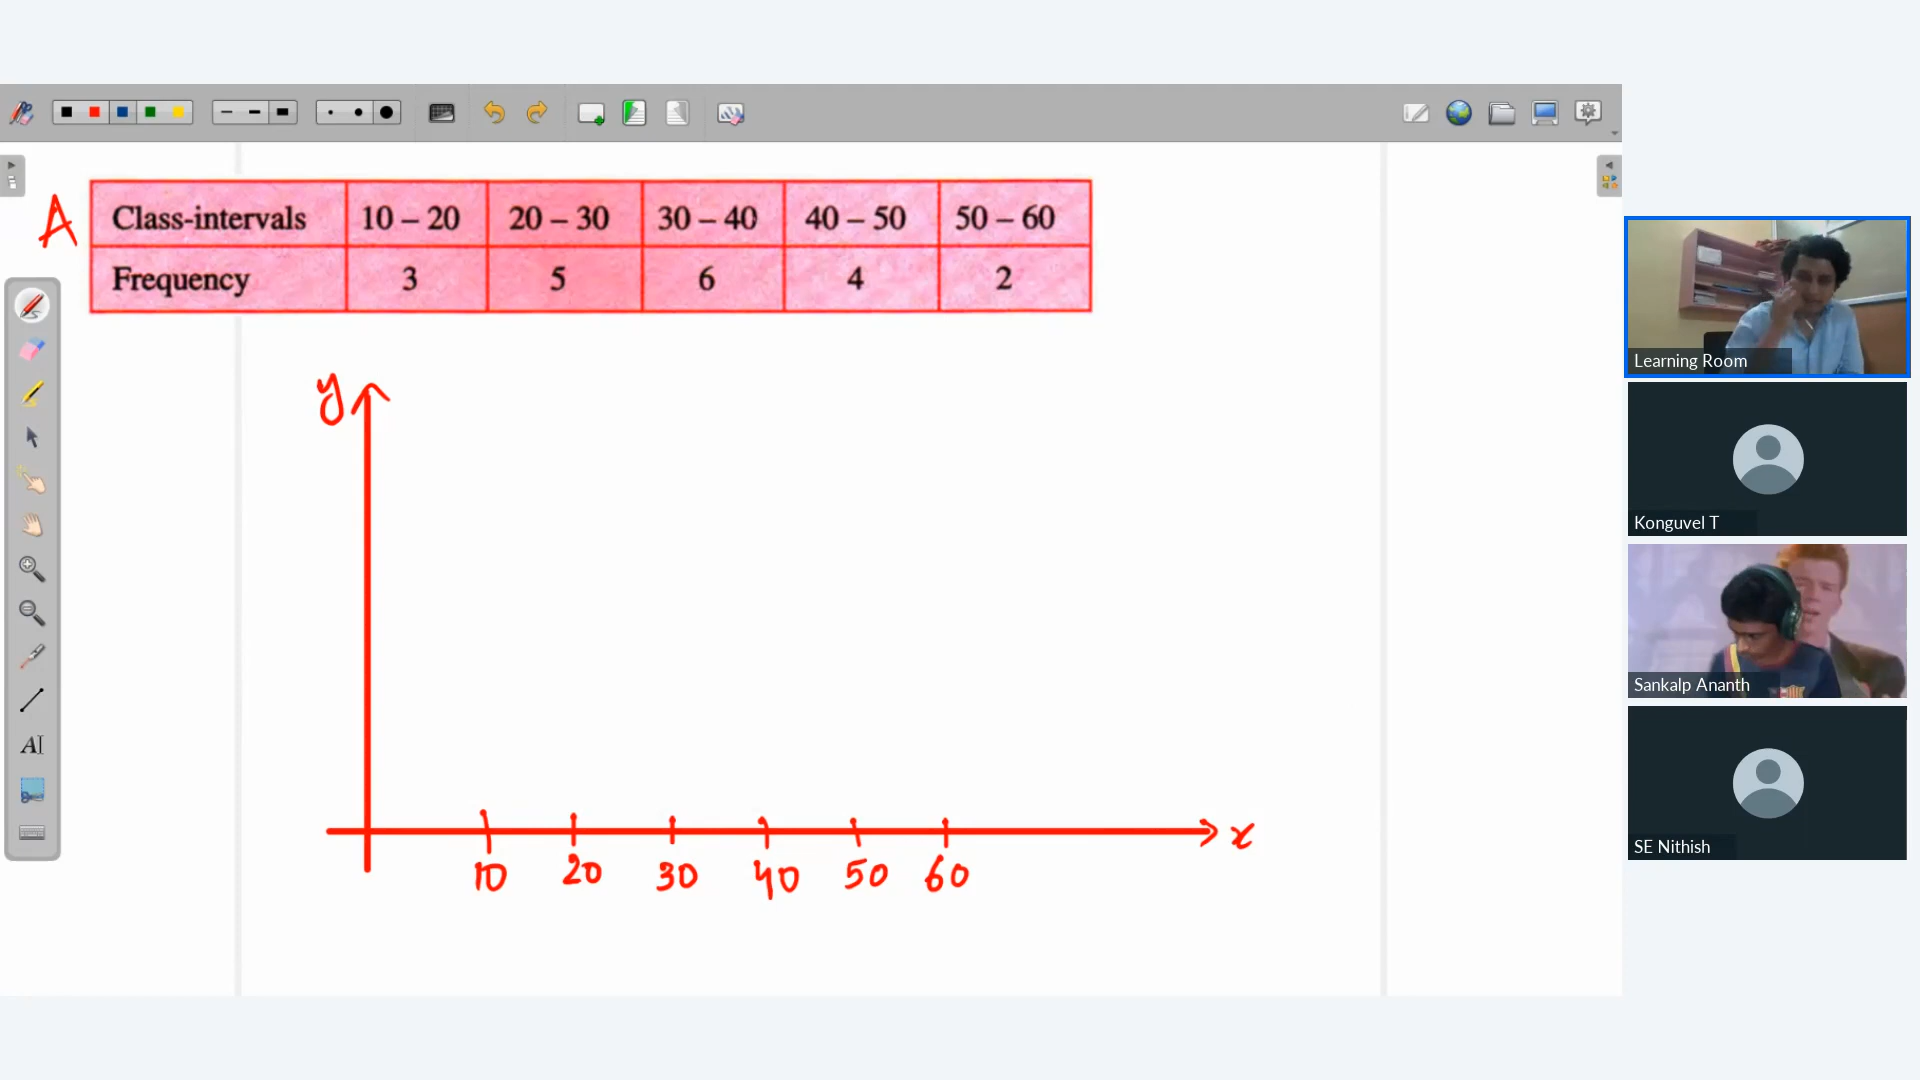 A
Class-intervals 10 – 20 20 – 30 30 – 40 40 – 50 50 – 60
Frequency 3 5 6 4 2
y
x
10 20 30 40 50 60
AI
Learning Room
Konguvel T
Sankalp Ananth
SE Nithish